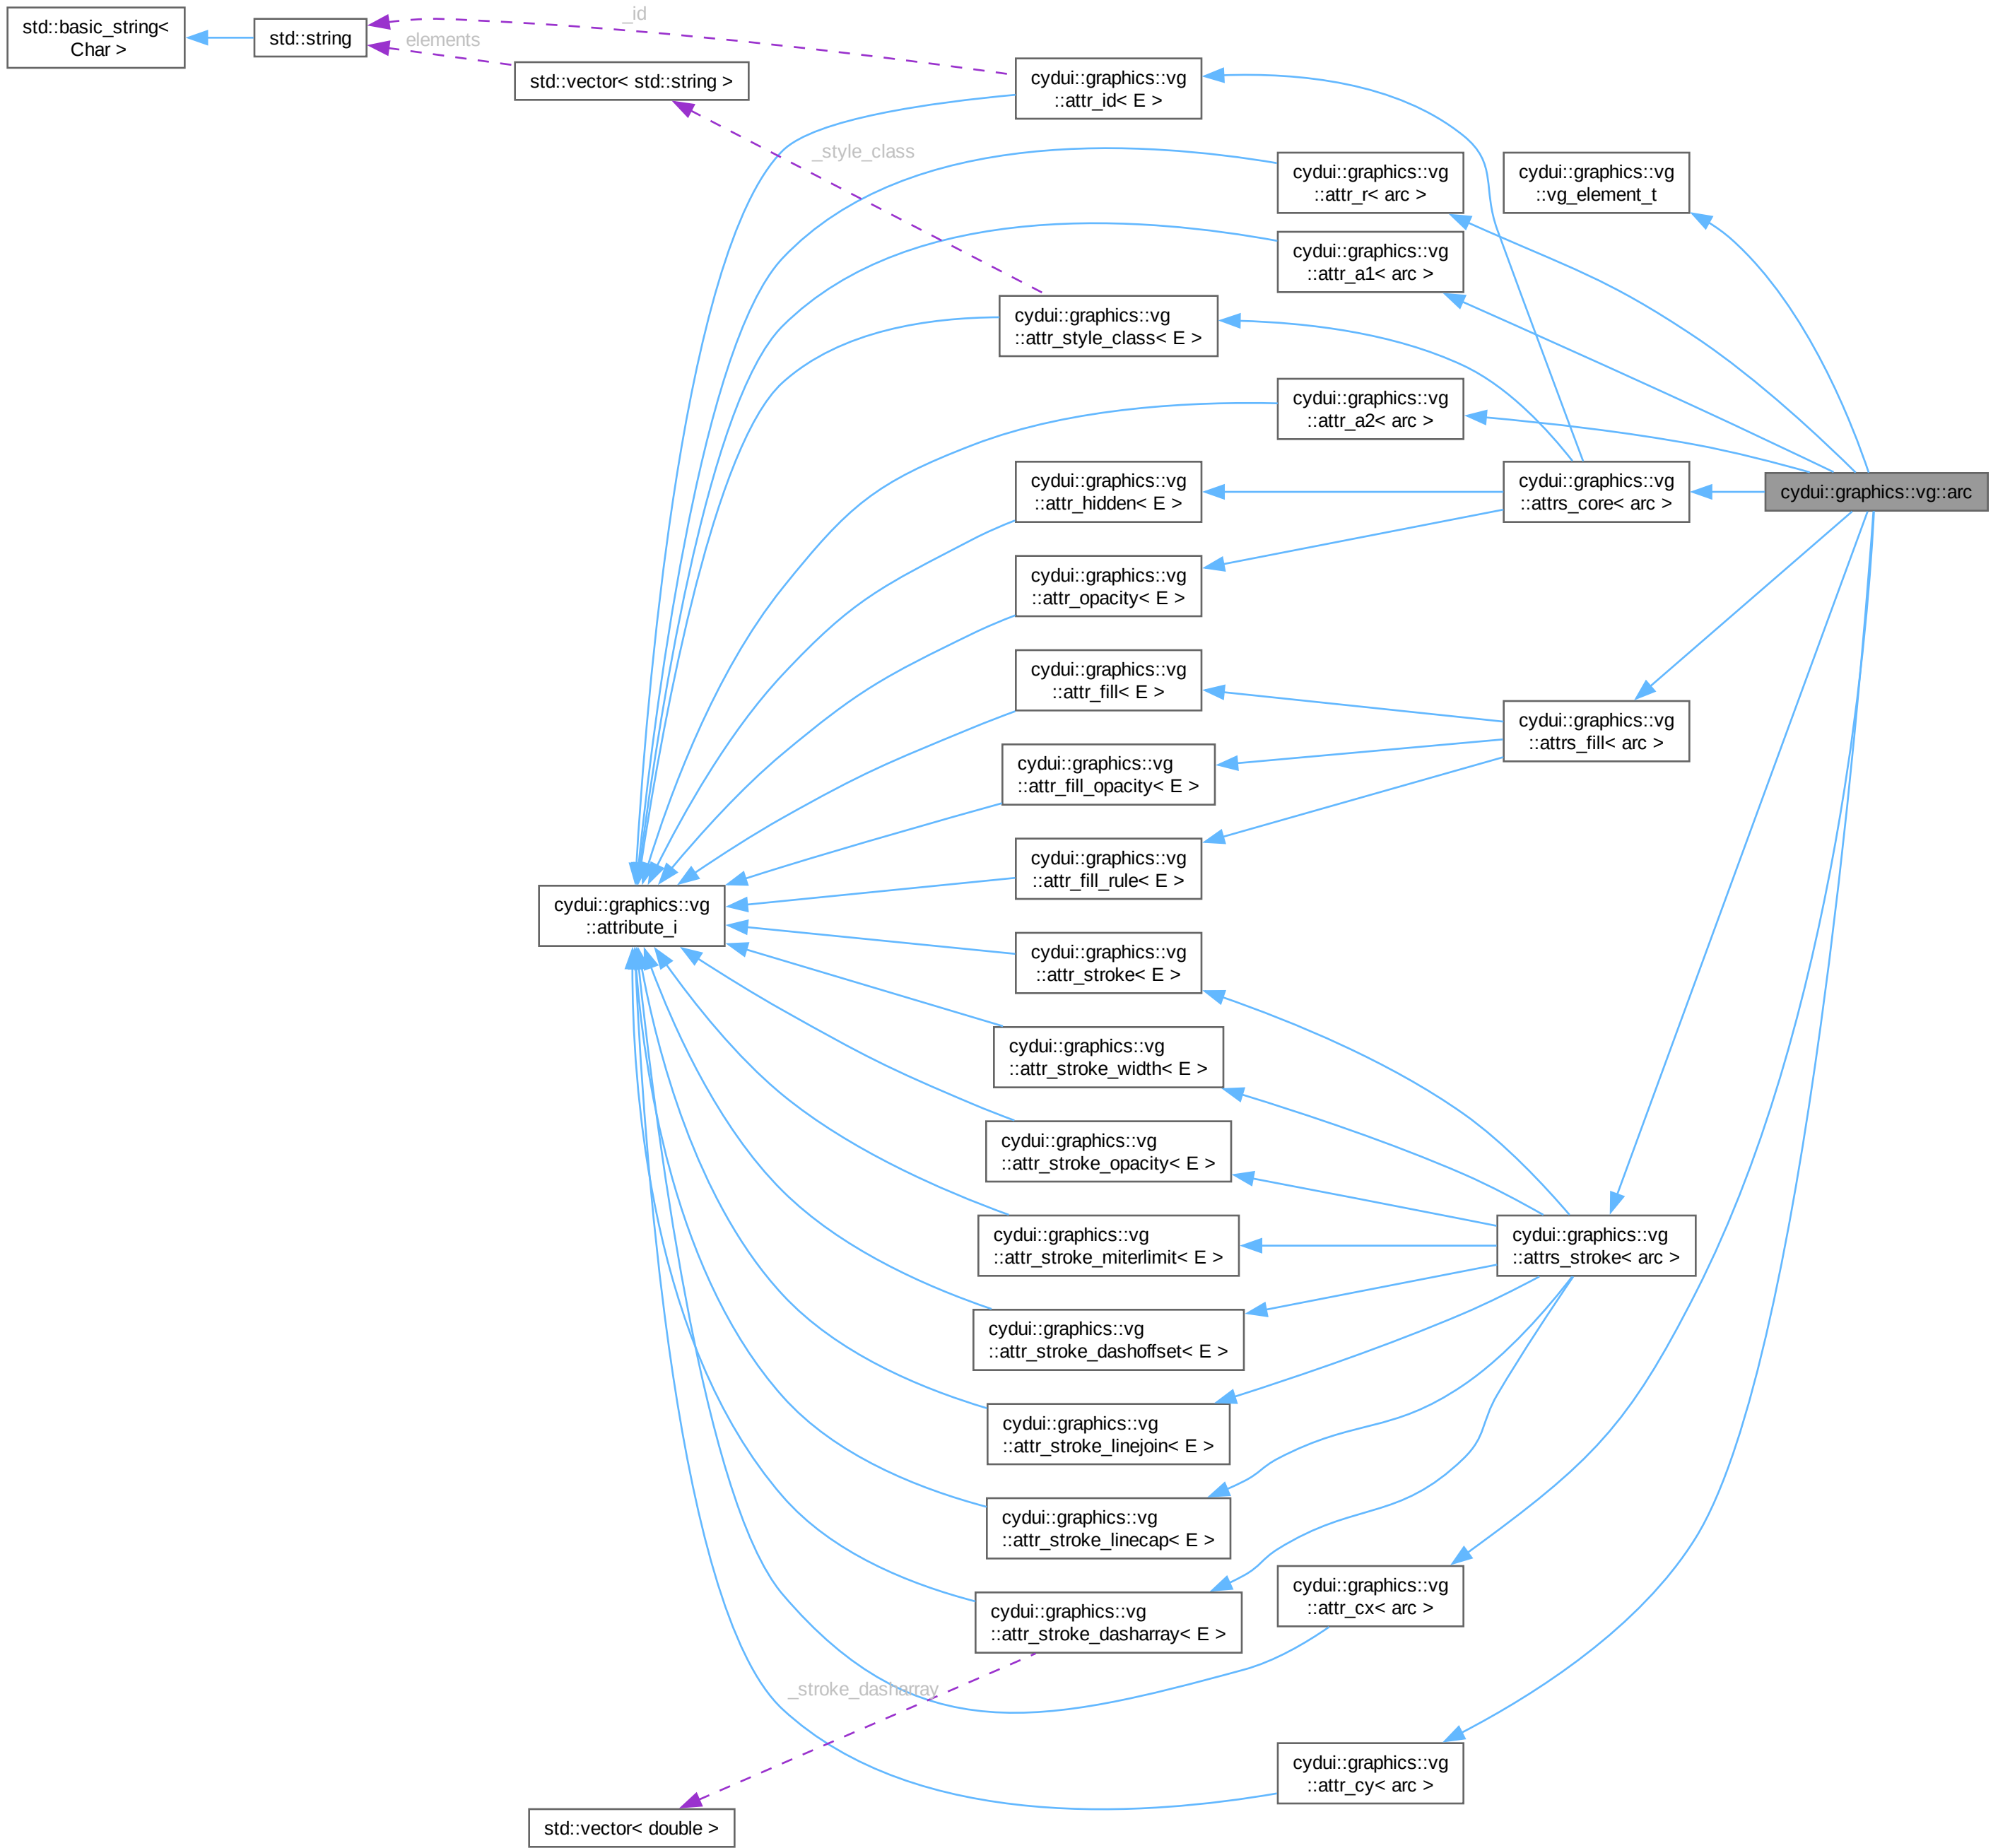 std::basic_string<
Char >
std::string
_id
elements
std::vector< std::string >
cydui::graphics::vg
::attr_id< E >
_style_class
cydui::graphics::vg
::attr_r< arc >
cydui::graphics::vg
::vg_element_t
cydui::graphics::vg
::attr_a1< arc >
cydui::graphics::vg
::attr_style_class< E >
cydui::graphics::vg
::attr_a2< arc >
cydui::graphics::vg
::attr_hidden< E >
cydui::graphics::vg
::attrs_core< arc >
cydui::graphics::vg::arc
cydui::graphics::vg
::attr_opacity< E >
cydui::graphics::vg
::attr_fill< E >
cydui::graphics::vg
::attrs_fill< arc >
cydui::graphics::vg
::attr_fill_opacity< E >
cydui::graphics::vg
::attr_fill_rule< E >
cydui::graphics::vg
::attribute_i
cydui::graphics::vg
::attr_stroke< E >
cydui::graphics::vg
::attr_stroke_width< E >
cydui::graphics::vg
::attr_stroke_opacity< E >
cydui::graphics::vg
::attr_stroke_miterlimit< E >
cydui::graphics::vg
::attrs_stroke< arc >
cydui::graphics::vg
::attr_stroke_dashoffset< E >
cydui::graphics::vg
::attr_stroke_linejoin< E >
cydui::graphics::vg
::attr_stroke_linecap< E >
cydui::graphics::vg
::attr_cx< arc >
cydui::graphics::vg
::attr_stroke_dasharray< E >
_stroke_dasharray
cydui::graphics::vg
::attr_cy< arc >
std::vector< double >